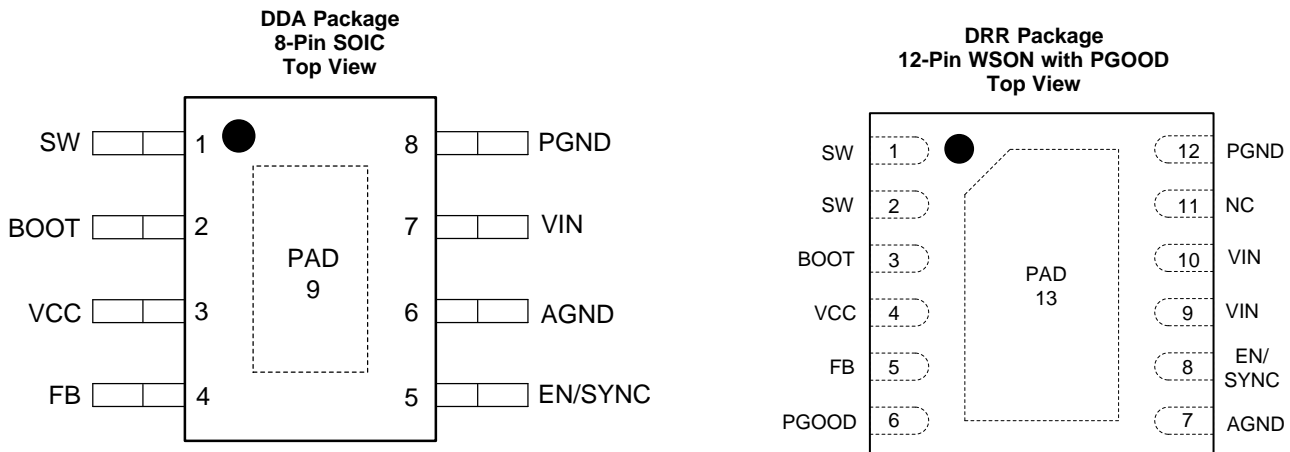 DDA Package
8-Pin SOIC
Top View
SW 1 8 PGND
BOOT 2 7 VIN
PAD
9
VCC 3 6 AGND
FB 4 5 EN/SYNC
DRR Package
12-Pin WSON with PGOOD
Top View
SW 1 12 PGND
SW 2 11 NC
BOOT 3 10 VIN
PAD
13
VCC 4 9 VIN
FB 5 8 EN/
SYNC
PGOOD 6 7 AGND